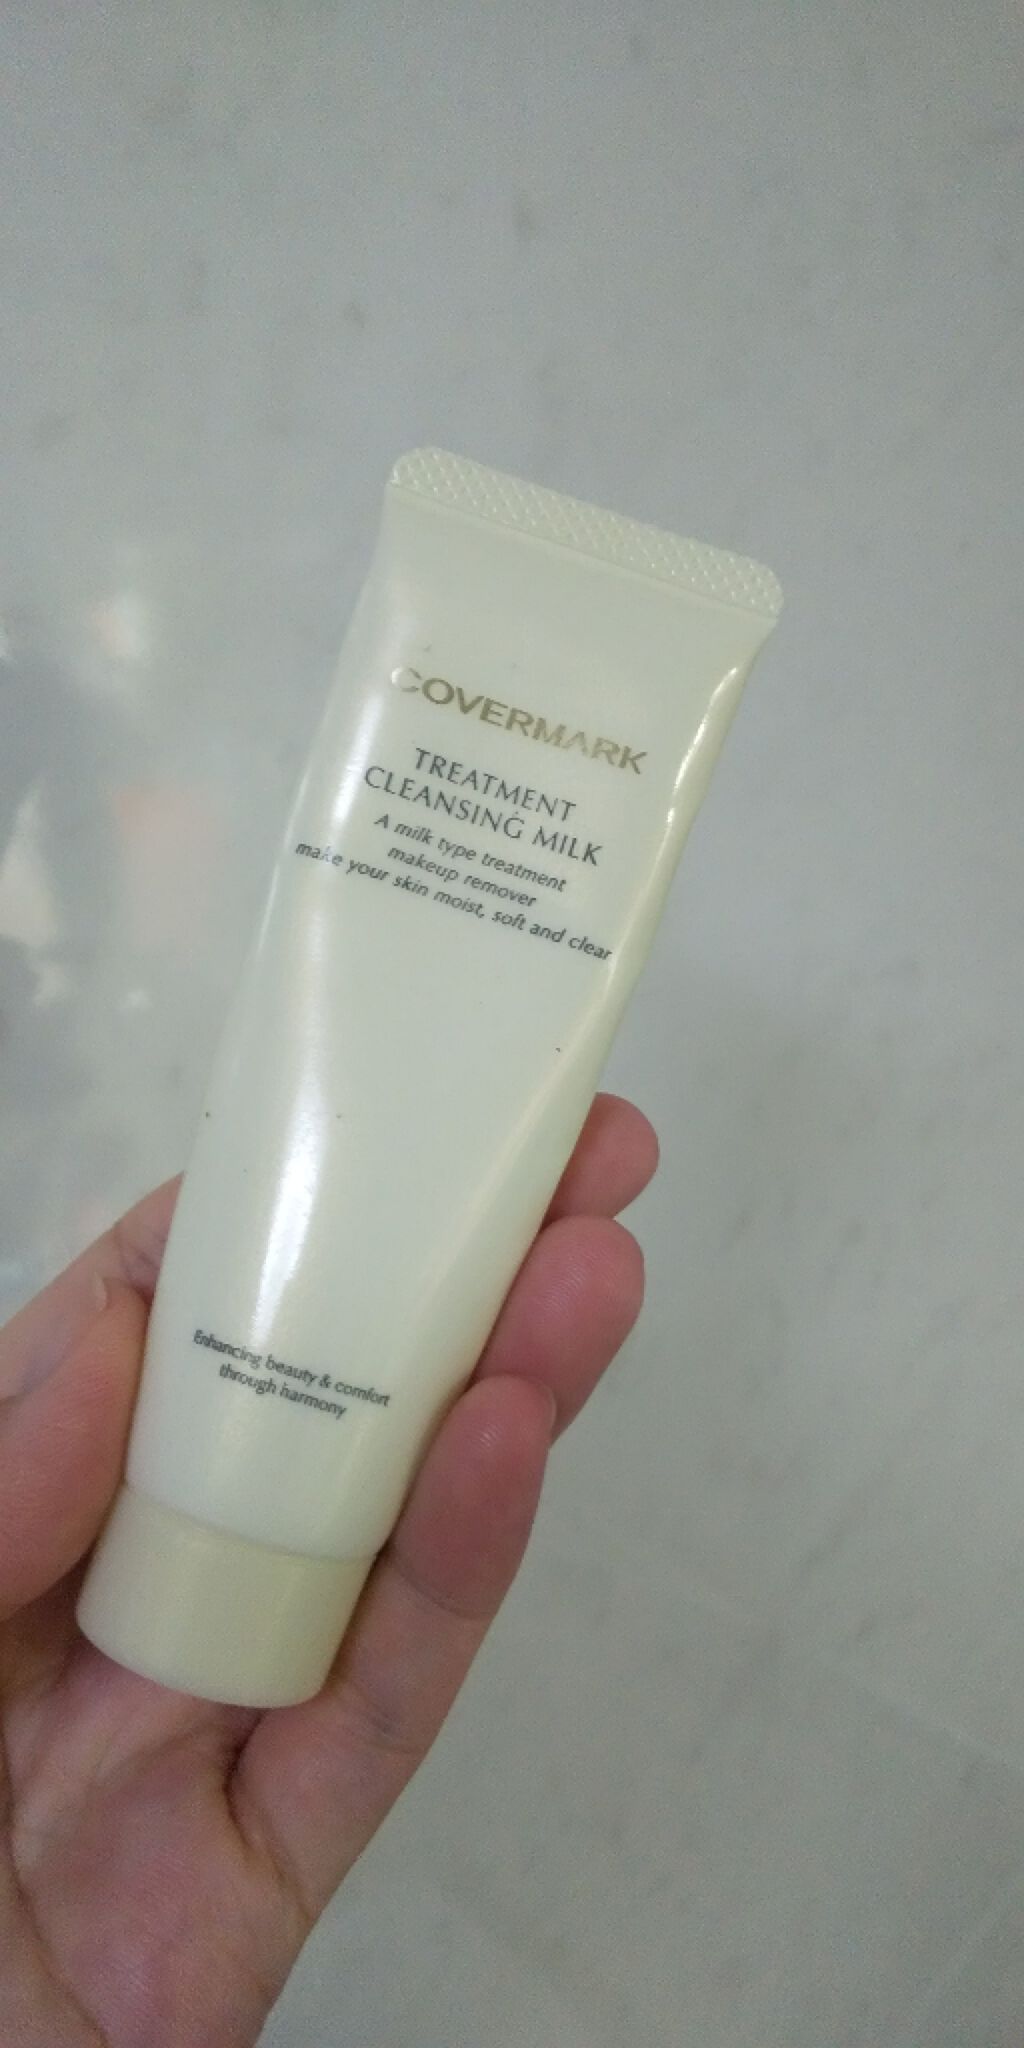 COVERMARK
TREATMENT
CLEANSING MILK
A milk type treatment
makeup remover
make your skin moist, soft and clear
Enhancing beauty & comfort
through harmony